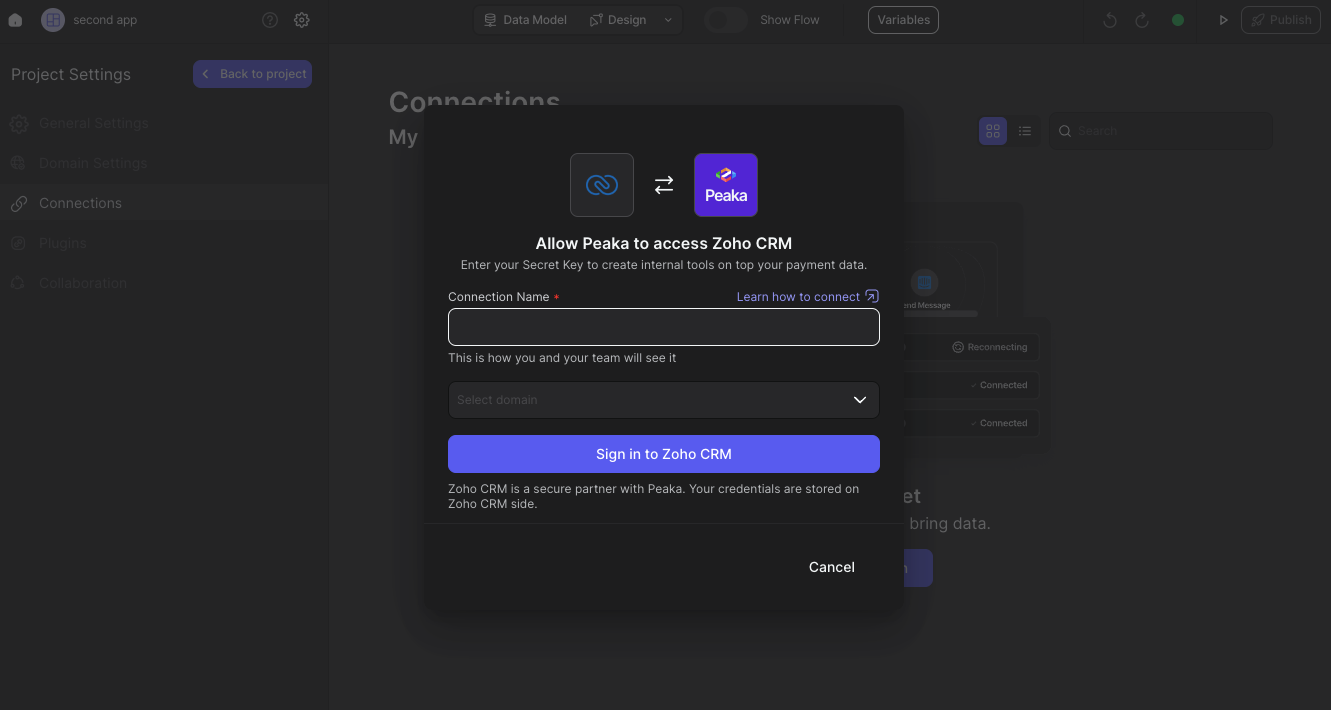 second app
Data Model
Design
Show Flow
Variables
Publish
Project Settings
Back to project
General Settings
Domain Settings
Connections
Plugins
Collaboration
Connections
My
Search
Peaka
Allow Peaka to access Zoho CRM
Enter your Secret Key to create internal tools on top your payment data.
Connection Name *
Learn how to connect
This is how you and your team will see it
Select domain
Sign in to Zoho CRM
Zoho CRM is a secure partner with Peaka. Your credentials are stored on
Zoho CRM side.
Cancel
Message
Reconnecting
Connected
Connected
bring data.